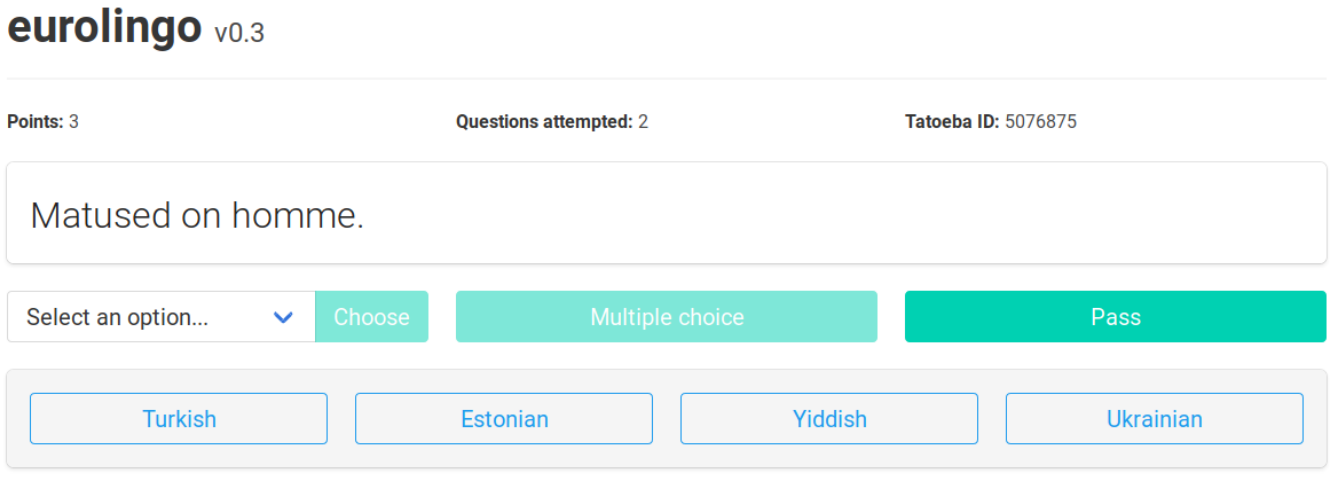 eurolingo v0.3
Points: 3 Questions attempted: 2 Tatoeba ID: 5076875
Matused on homme.
Select an option... Choose Multiple choice Pass
Turkish Estonian Yiddish Ukrainian